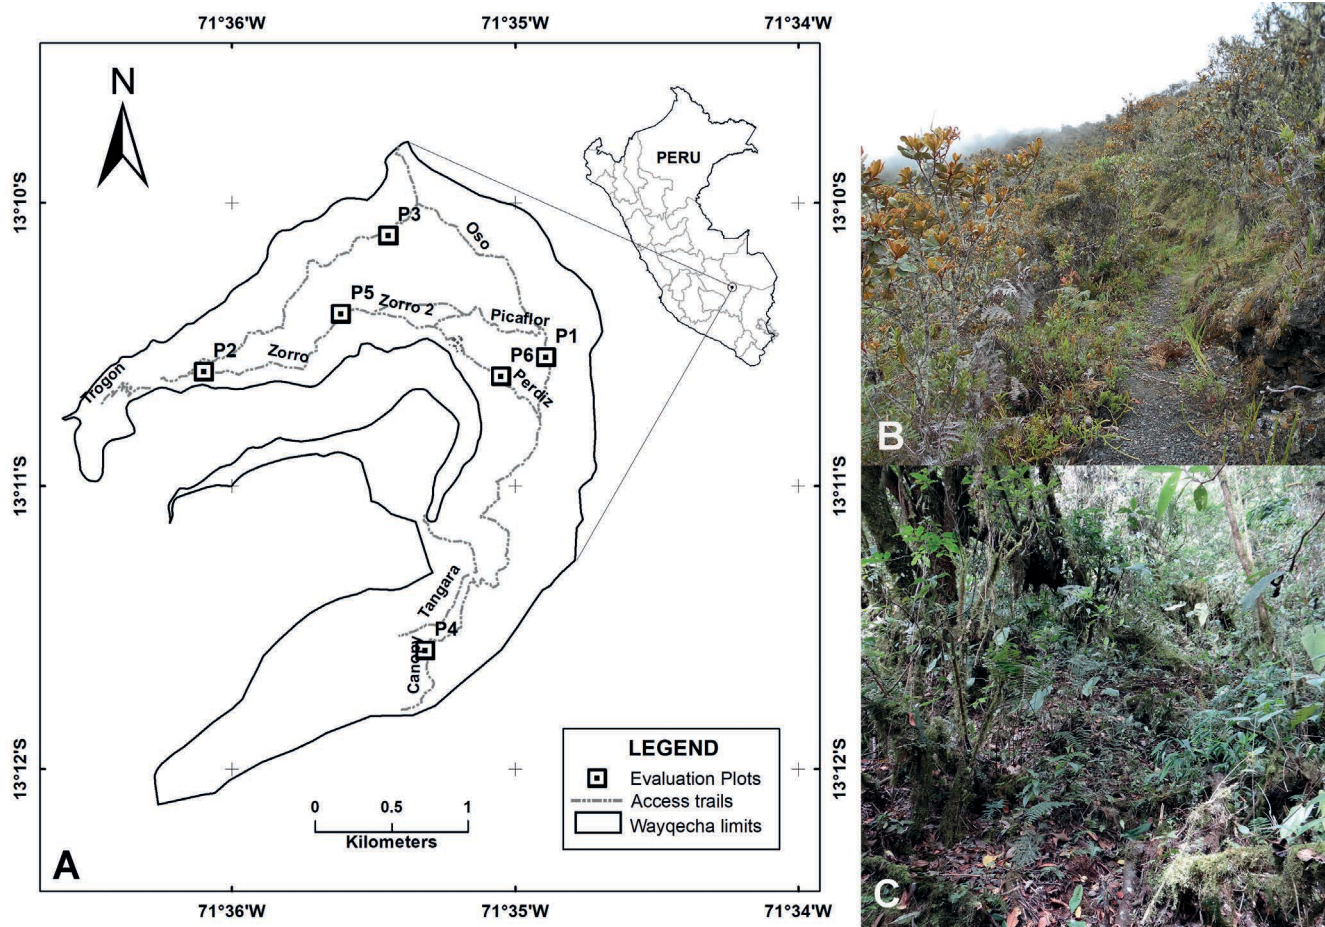 71°36'W 71°35'W 71°34'W
N
PERU
13°10'S 13°10'S
P3
Oso
P5
Zorro 2
Picaflor
P1
P6
Zorro
P2
Perdiz
Trogon
13°11'S 13°11'S
Tangara
P4
Canopy
LEGEND
Evaluation Plots
Access trails
Wayqecha limits
0 0.5 1
Kilometers
13°12'S 13°12'S
A
71°36'W 71°35'W 71°34'W
B
C